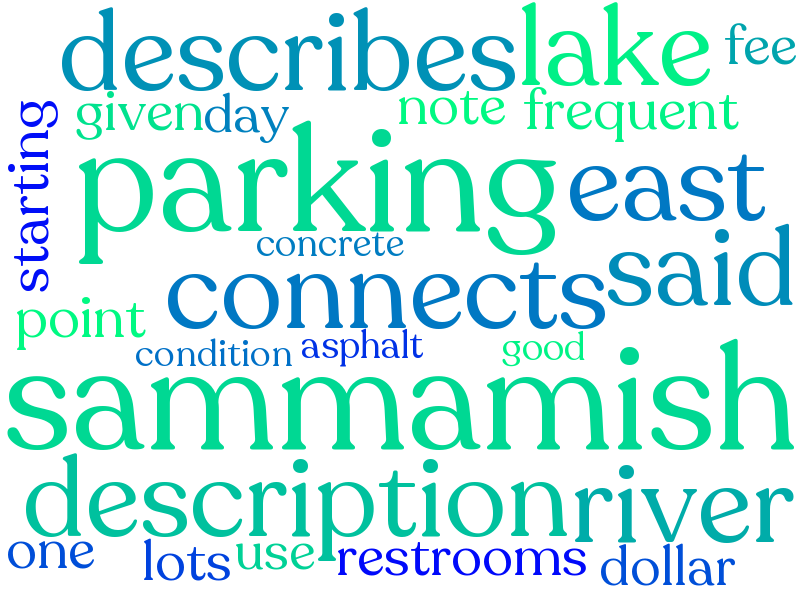 describes lake fee
given day note frequent
starting
parking east
concrete
connects said
point
condition asphalt good
sammamish
description river
one lots use restrooms dollar